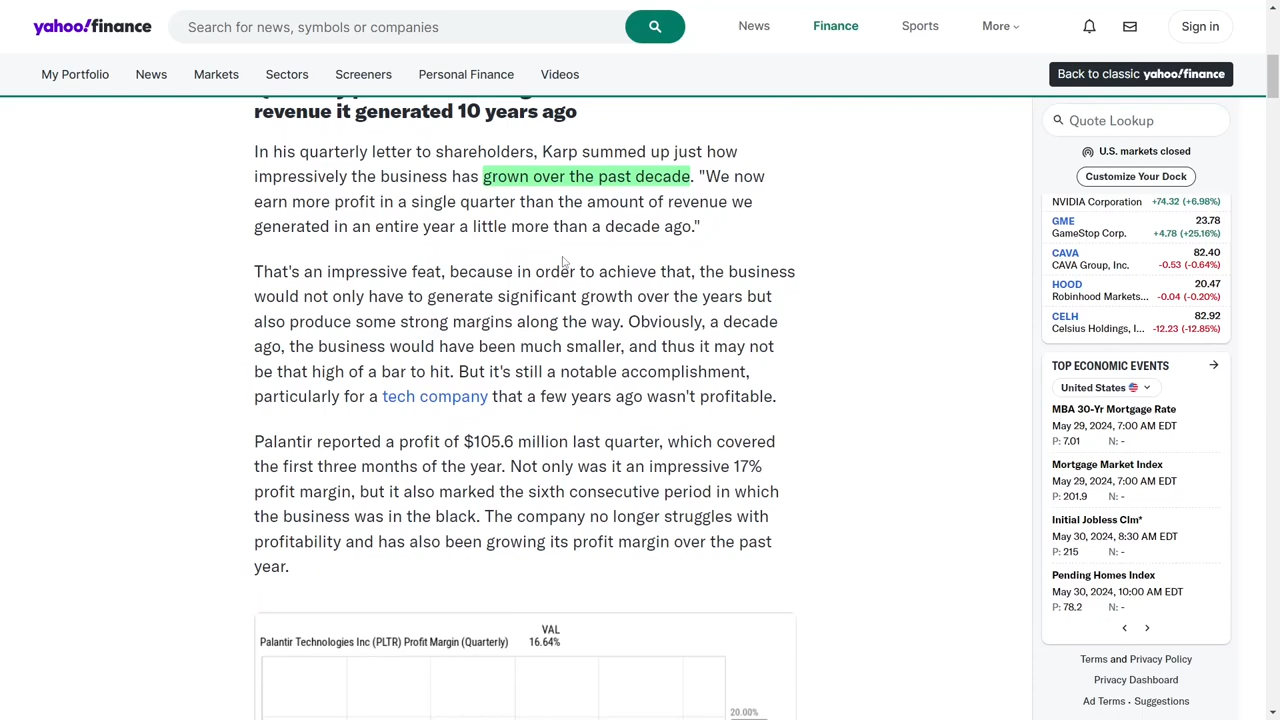 yahoo!finance
Search for news, symbols or companies
News
Finance
Sports
More
Sign in
My Portfolio
News
Markets
Sectors
Screeners
Personal Finance
Videos
Back to classic yahoo!finance
revenue it generated 10 years ago
In his quarterly letter to shareholders, Karp summed up just how
impressively the business has grown over the past decade. "We now
earn more profit in a single quarter than the amount of revenue we
generated in an entire year a little more than a decade ago."
That's an impressive feat, because in order to achieve that, the business
would not only have to generate significant growth over the years but
also produce some strong margins along the way. Obviously, a decade
ago, the business would have been much smaller, and thus it may not
be that high of a bar to hit. But it's still a notable accomplishment,
particularly for a tech company that a few years ago wasn't profitable.
Palantir reported a profit of $105.6 million last quarter, which covered
the first three months of the year. Not only was it an impressive 17%
profit margin, but it also marked the sixth consecutive period in which
the business was in the black. The company no longer struggles with
profitability and has also been growing its profit margin over the past
year.
VAL
Palantir Technologies Inc (PLTR) Profit Margin (Quarterly) 16.64%
20.00%
Quote Lookup
U.S. markets closed
Customize Your Dock
NVIDIA Corporation +74.32 (+6.98%)
GME 23.78
GameStop Corp. +4.78 (+25.16%)
CAVA 82.40
CAVA Group, Inc. -0.53 (-0.64%)
HOOD 20.47
Robinhood Markets... -0.04 (-0.20%)
CELH 82.92
Celsius Holdings, I... -12.23 (-12.85%)
TOP ECONOMIC EVENTS
United States
MBA 30-Yr Mortgage Rate
May 29, 2024, 7:00 AM EDT
P: 7.01 N: -
Mortgage Market Index
May 29, 2024, 7:00 AM EDT
P: 201.9 N: -
Initial Jobless Clm*
May 30, 2024, 8:30 AM EDT
P: 215 N: -
Pending Homes Index
May 30, 2024, 10:00 AM EDT
P: 78.2 N: -
Terms and Privacy Policy
Privacy Dashboard
Ad Terms • Suggestions